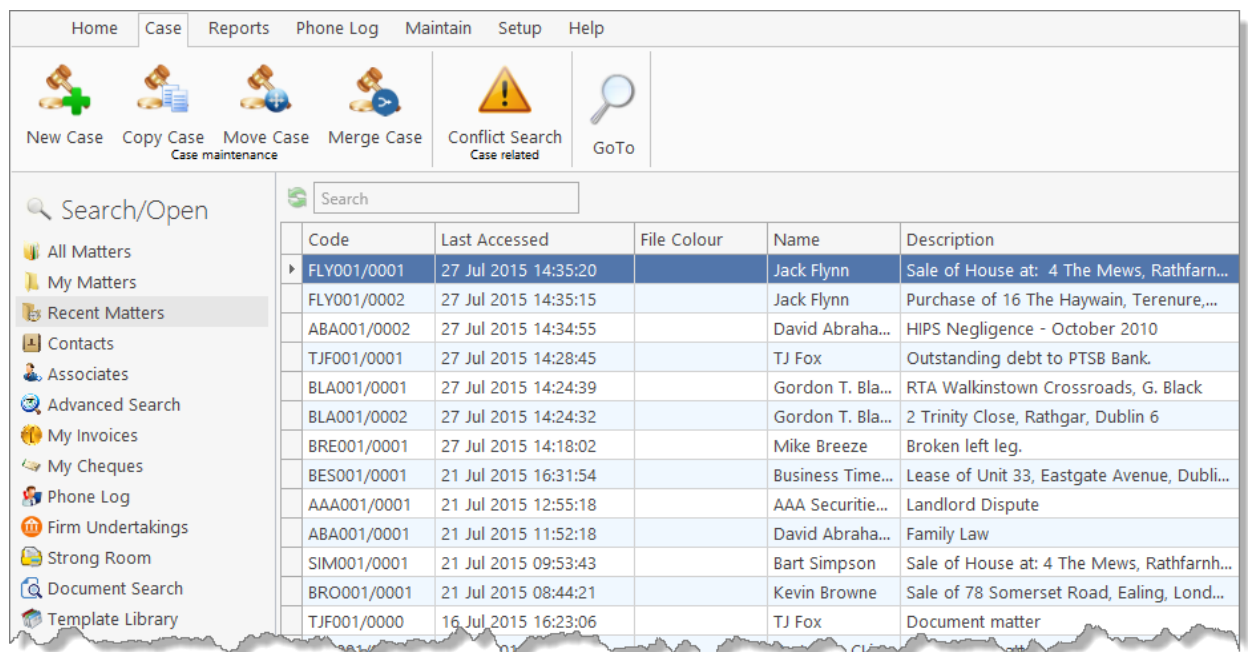 Home Case Reports Phone Log Maintain Setup Help
New Case Copy Case Move Case Merge Case Conflict Search GoTo
Case maintenance Case related
Search/Open
All Matters
My Matters
Recent Matters
Contacts
Associates
Advanced Search
My Invoices
My Cheques
Phone Log
Firm Undertakings
Strong Room
Document Search
Template Library
Search
Code Last Accessed File Colour Name Description
FLY001/0001 27 Jul 2015 14:35:20 Jack Flynn Sale of House at: 4 The Mews, Rathfarn...
FLY001/0002 27 Jul 2015 14:35:15 Jack Flynn Purchase of 16 The Haywain, Terenure,...
ABA001/0002 27 Jul 2015 14:34:55 David Abraha... HIPS Negligence - October 2010
TJF001/0001 27 Jul 2015 14:28:45 TJ Fox Outstanding debt to PTSB Bank.
BLA001/0001 27 Jul 2015 14:24:39 Gordon T. Bla... RTA Walkinstown Crossroads, G. Black
BLA001/0002 27 Jul 2015 14:24:32 Gordon T. Bla... 2 Trinity Close, Rathgar, Dublin 6
BRE001/0001 27 Jul 2015 14:18:02 Mike Breeze Broken left leg.
BES001/0001 21 Jul 2015 16:31:54 Business Time... Lease of Unit 33, Eastgate Avenue, Dubli...
AAA001/0001 21 Jul 2015 12:55:18 AAA Securitie... Landlord Dispute
ABA001/0001 21 Jul 2015 11:52:18 David Abraha... Family Law
SIM001/0001 21 Jul 2015 09:53:43 Bart Simpson Sale of House at: 4 The Mews, Rathfarnh...
BRO001/0001 21 Jul 2015 08:44:21 Kevin Browne Sale of 78 Somerset Road, Ealing, Lond...
TJF001/0000 16 Jul 2015 16:23:06 TJ Fox Document matter